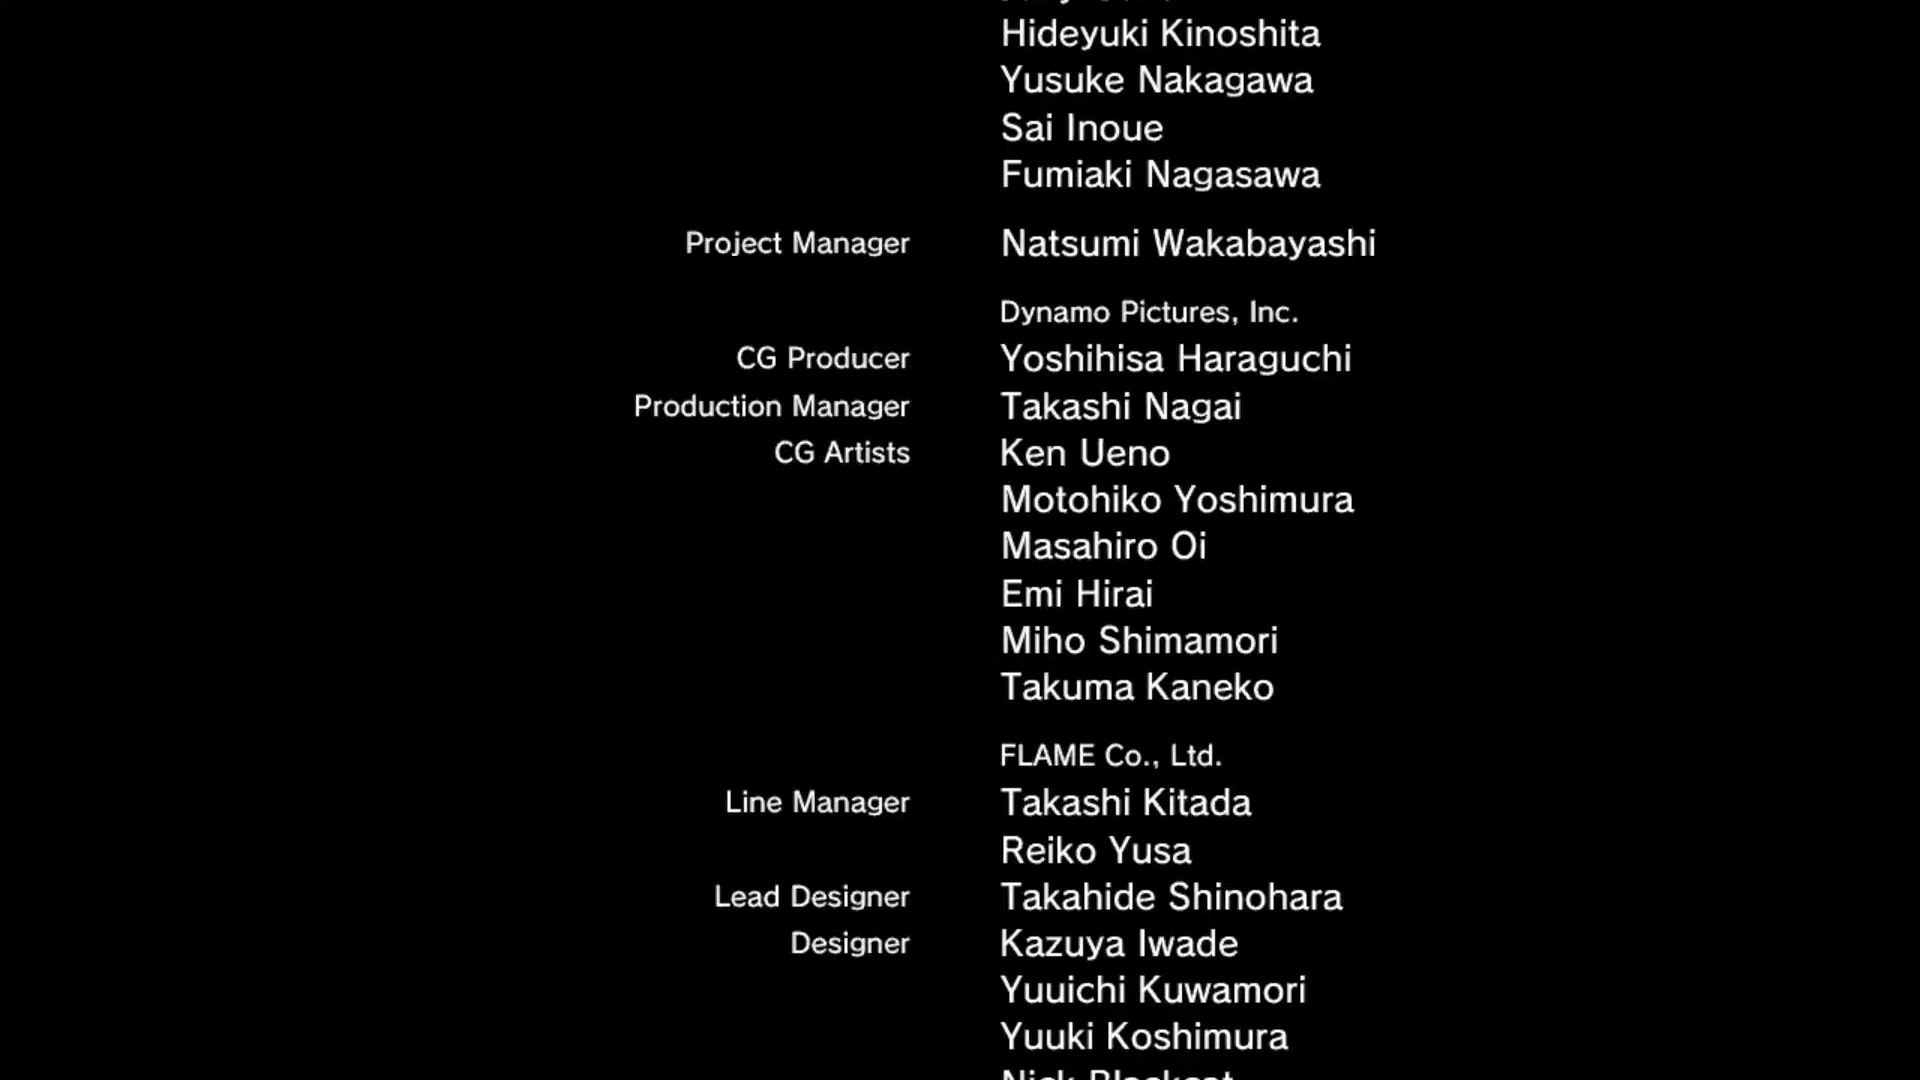 Hideyuki Kinoshita
Yusuke Nakagawa
Sai Inoue
Fumiaki Nagasawa
Project Manager Natsumi Wakabayashi
Dynamo Pictures, Inc.
CG Producer Yoshihisa Haraguchi
Production Manager Takashi Nagai
CG Artists Ken Ueno
Motohiko Yoshimura
Masahiro Oi
Emi Hirai
Miho Shimamori
Takuma Kaneko
FLAME Co., Ltd.
Line Manager Takashi Kitada
Reiko Yusa
Lead Designer Takahide Shinohara
Designer Kazuya Iwade
Yuuichi Kuwamori
Yuuki Koshimura